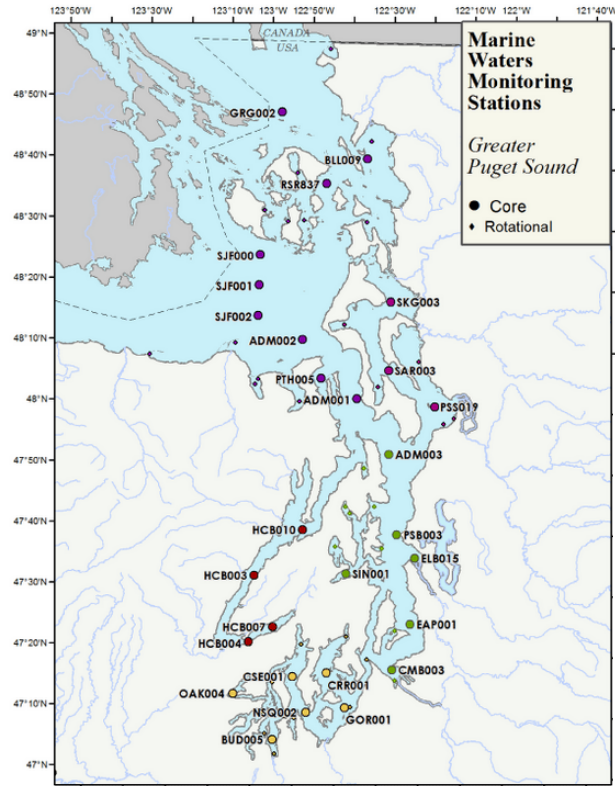 123°50'W 123°30'W 123°10'W 122°50'W 122°30'W 122°10'W 122°W 121°40'W
49°N
CANADA
USA
Marine
Waters
Monitoring
Stations
Greater
Puget Sound
Core
Rotational
48°50'N
GRG002
48°40'N
BLL009
RSR837
48°30'N
SJF000
48°20'N
SJF001
SKG003
SJF002
48°10'N
ADM002
SAR003
PTH005
48°N
ADM001
PSS019
47°50'N
ADM003
47°40'N
HCB010
PSB003
ELB015
47°30'N
HCB003
SIN001
HCB007
EAP001
47°20'N
HCB004
CMB003
CSE001
CRR001
OAK004
47°10'N
NSQ002
GOR001
BUD005
47°N